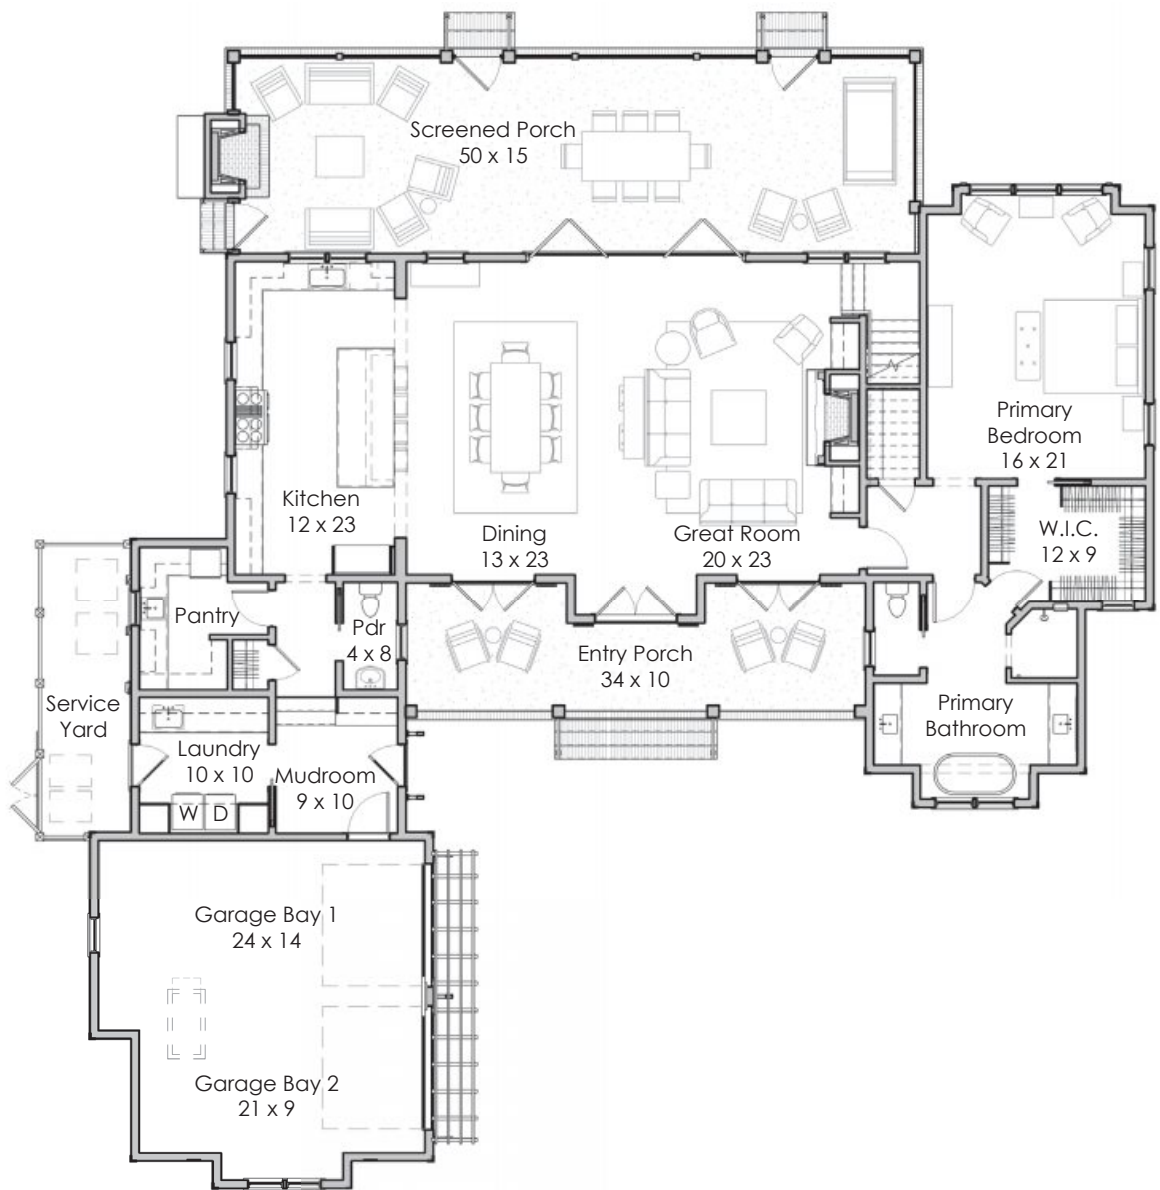 Screened Porch
50 x 15
Primary
Bedroom
16 x 21
Kitchen
12 x 23
Dining
13 x 23
Great Room
20 x 23
W.I.C.
12 x 9
Pantry
Pdr
4 x 8
Entry Porch
34 x 10
Service
Yard
Primary
Bathroom
Laundry
10 x 10
Mudroom
9 x 10
W D
Garage Bay 1
24 x 14
Garage Bay 2
21 x 9